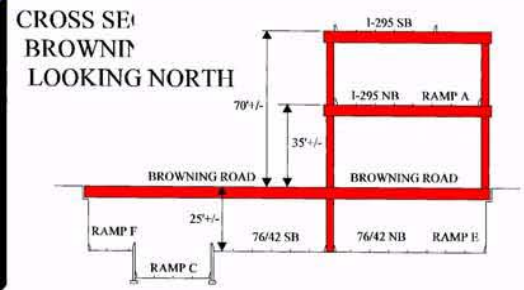 CROSS SE
BROWNIN
LOOKING NORTH
I-295 SB
I-295 NB RAMP A
70'+/-
35'+/-
BROWNING ROAD BROWNING ROAD
25'+/-
RAMP F 76/42 SB 76/42 NB RAMP E
RAMP C